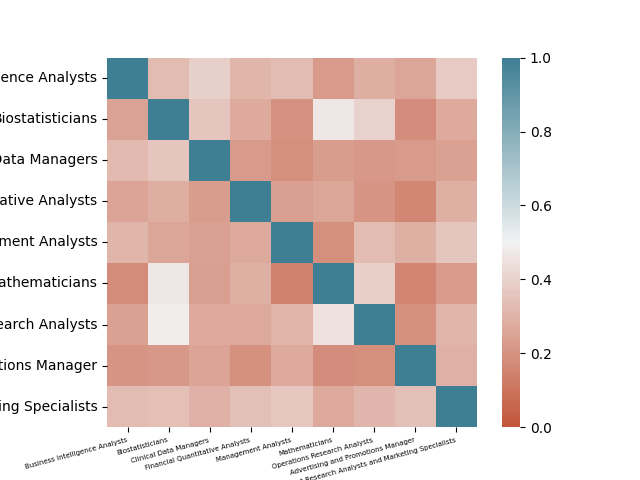 ence Analysts
Biostatisticians
Data Managers
ative Analysts
ment Analysts
athematicians
earch Analysts
tions Manager
ing Specialists
1.0
0.8
0.6
0.4
0.2
0.0
Business Intelligence Analysts
Biostatisticians
Clinical Data Managers
Financial Quantitative Analysts
Management Analysts
Mathematicians
Operations Research Analysts
Advertising and Promotions Manager
Research Analysts and Marketing Specialists